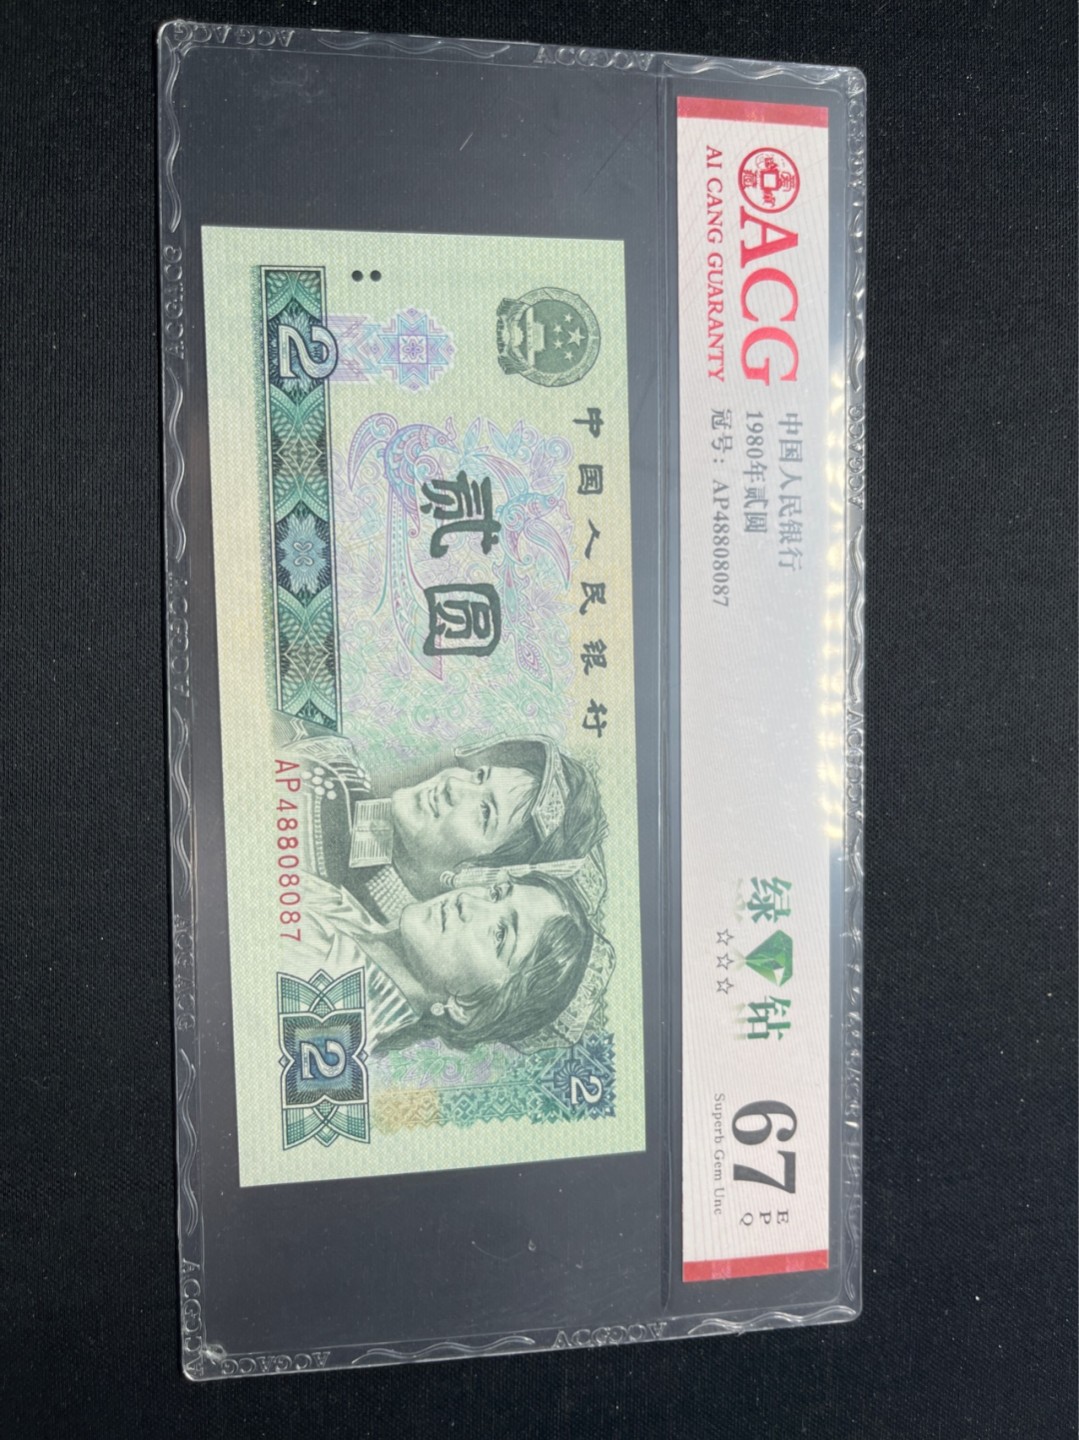 ACG
AI CANG GUARANTY
中国人民银行
1980年贰圆
冠号：AP48808087
绿钻
☆☆☆
67
EPQ
Superb Gem Unc
中国人民银行
贰圆
2
AP48808087
2
2